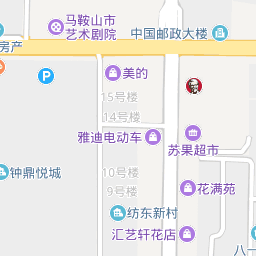 马鞍山市
艺术剧院
中国邮政大楼
房产
美的
15号楼
14号楼
雅迪电动车
苏果超市
10号楼
钟鼎悦城
9号楼
花满苑
纺东新村
汇艺轩花店
八一